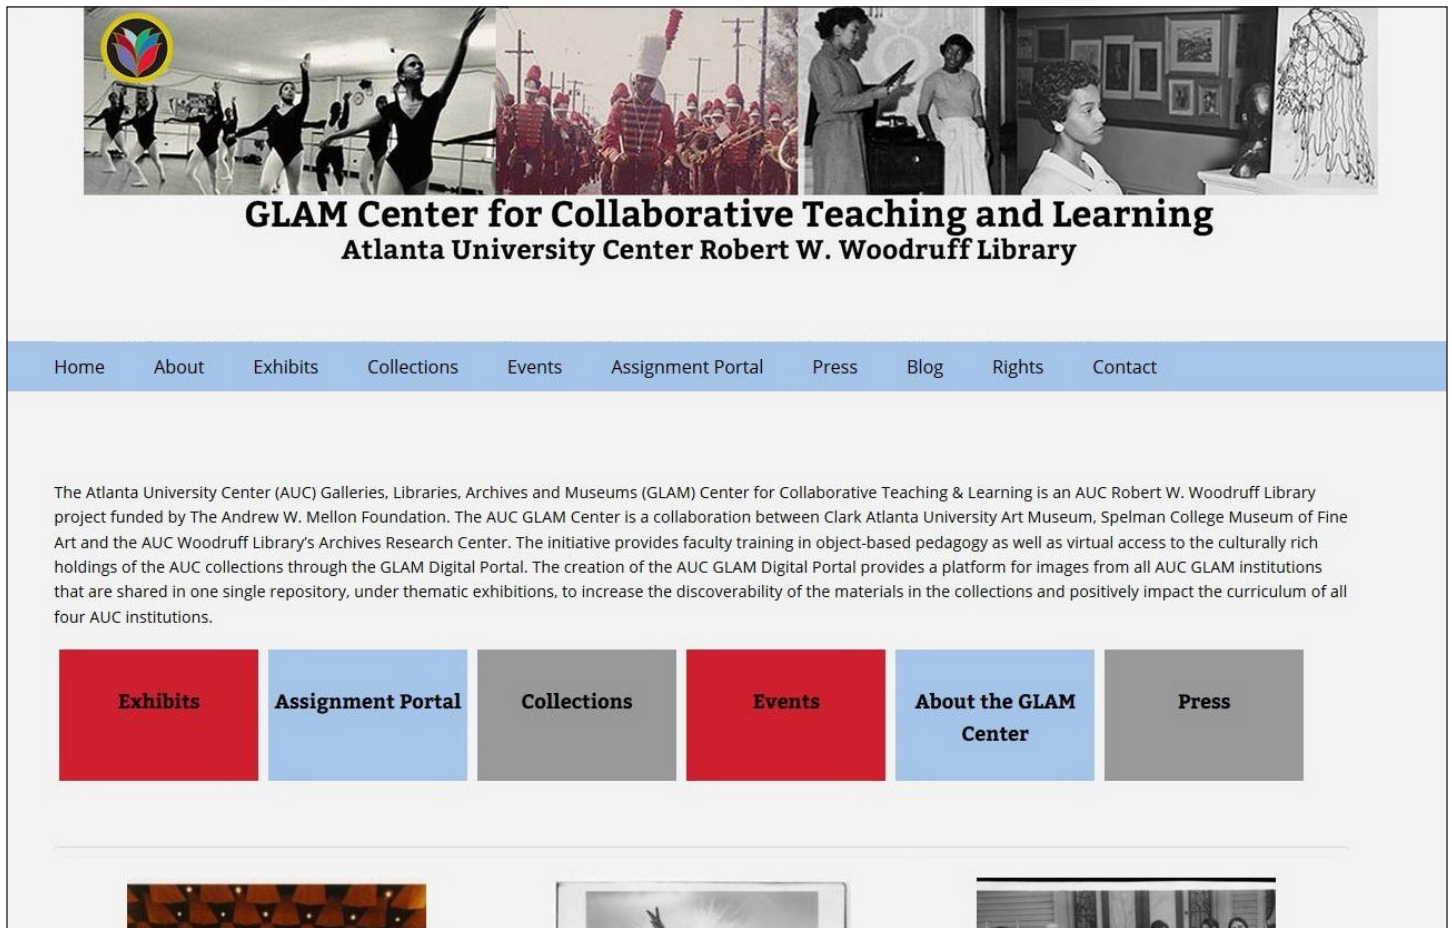 GLAM Center for Collaborative Teaching and Learning
Atlanta University Center Robert W. Woodruff Library
Home About Exhibits Collections Events Assignment Portal Press Blog Rights Contact
The Atlanta University Center (AUC) Galleries, Libraries, Archives and Museums (GLAM) Center for Collaborative Teaching & Learning is an AUC Robert W. Woodruff Library
project funded by The Andrew W. Mellon Foundation. The AUC GLAM Center is a collaboration between Clark Atlanta University Art Museum, Spelman College Museum of Fine
Art and the AUC Woodruff Library’s Archives Research Center. The initiative provides faculty training in object-based pedagogy as well as virtual access to the culturally rich
holdings of the AUC collections through the GLAM Digital Portal. The creation of the AUC GLAM Digital Portal provides a platform for images from all AUC GLAM institutions
that are shared in one single repository, under thematic exhibitions, to increase the discoverability of the materials in the collections and positively impact the curriculum of all
four AUC institutions.
Exhibits
Assignment Portal
Collections
Events
About the GLAM
Center
Press